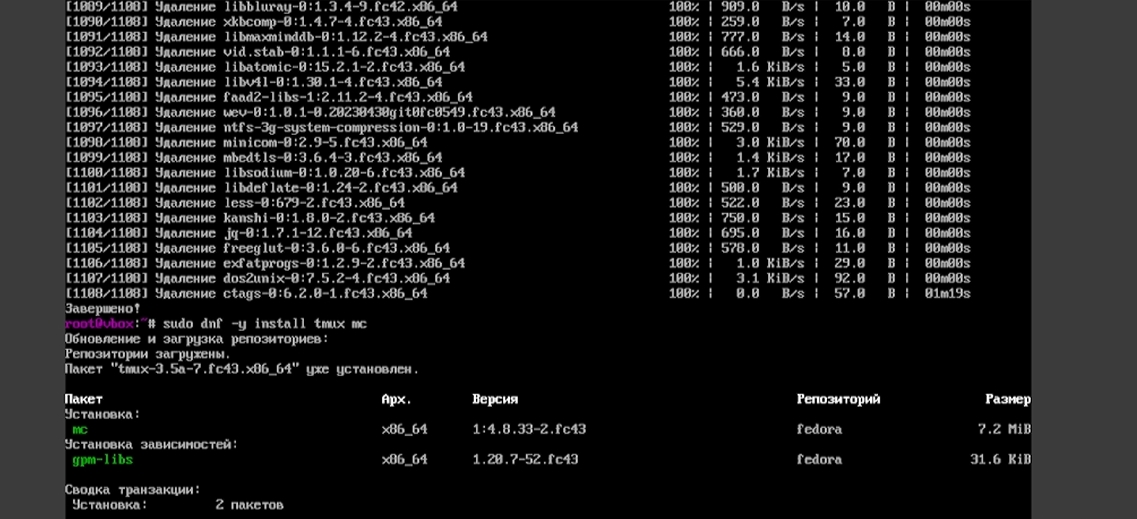 [1089/1108] Удаление libbluray-0:1.3.4-9.fc42.x86_64 100% | 909.0 B/s | 10.0 B | 00m00s
[1090/1108] Удаление xkbcomp-0:1.4.7-4.fc43.x86_64 100% | 259.0 B/s | 7.0 B | 00m00s
[1091/1108] Удаление libmaxminddb-0:1.12.2-4.fc43.x86_64 100% | 777.0 B/s | 14.0 B | 00m00s
[1092/1108] Удаление vid.stab-0:1.1.1-6.fc43.x86_64 100% | 666.0 B/s | 8.0 B | 00m00s
[1093/1108] Удаление libatomic-0:15.2.1-2.fc43.x86_64 100% | 1.6 KiB/s | 5.0 B | 00m00s
[1094/1108] Удаление libv4l-0:1.30.1-4.fc43.x86_64 100% | 5.4 KiB/s | 33.0 B | 00m00s
[1095/1108] Удаление faad2-libs-1:2.11.2-4.fc43.x86_64 100% | 473.0 B/s | 9.0 B | 00m00s
[1096/1108] Удаление wev-0:1.0.1-0.20230430git0fc0549.fc43.x86_64 100% | 360.0 B/s | 9.0 B | 00m00s
[1097/1108] Удаление ntfs-3g-system-compression-0:1.0-19.fc43.x86_64 100% | 529.0 B/s | 9.0 B | 00m00s
[1098/1108] Удаление minicom-0:2.9-5.fc43.x86_64 100% | 3.0 KiB/s | 70.0 B | 00m00s
[1099/1108] Удаление mbedtls-0:3.6.4-3.fc43.x86_64 100% | 1.4 KiB/s | 17.0 B | 00m00s
[1100/1108] Удаление libsodium-0:1.0.20-6.fc43.x86_64 100% | 1.7 KiB/s | 7.0 B | 00m00s
[1101/1108] Удаление libdeflate-0:1.24-2.fc43.x86_64 100% | 500.0 B/s | 9.0 B | 00m00s
[1102/1108] Удаление less-0:679-2.fc43.x86_64 100% | 522.0 B/s | 23.0 B | 00m00s
[1103/1108] Удаление kanshi-0:1.8.0-2.fc43.x86_64 100% | 750.0 B/s | 15.0 B | 00m00s
[1104/1108] Удаление jq-0:1.7.1-12.fc43.x86_64 100% | 695.0 B/s | 16.0 B | 00m00s
[1105/1108] Удаление freeglut-0:3.6.0-6.fc43.x86_64 100% | 578.0 B/s | 11.0 B | 00m00s
[1106/1108] Удаление exfatprogs-0:1.2.9-2.fc43.x86_64 100% | 1.0 KiB/s | 29.0 B | 00m00s
[1107/1108] Удаление dos2unix-0:7.5.2-4.fc43.x86_64 100% | 3.1 KiB/s | 92.0 B | 00m00s
[1108/1108] Удаление ctags-0:6.2.0-1.fc43.x86_64 100% | 0.0 B/s | 57.0 B | 01m19s
Завершено!
root@vbox:~# sudo dnf -y install tmux mc
Обновление и загрузка репозиториев:
Репозитории загружены.
Пакет "tmux-3.5a-7.fc43.x86_64" уже установлен.
Пакет Арх. Версия Репозиторий Размер
Установка:
mc x86_64 1:4.8.33-2.fc43 fedora 7.2 MiB
Установка зависимостей:
gpm-libs x86_64 1.20.7-52.fc43 fedora 31.6 KiB
Сводка транзакции:
Установка: 2 пакетов